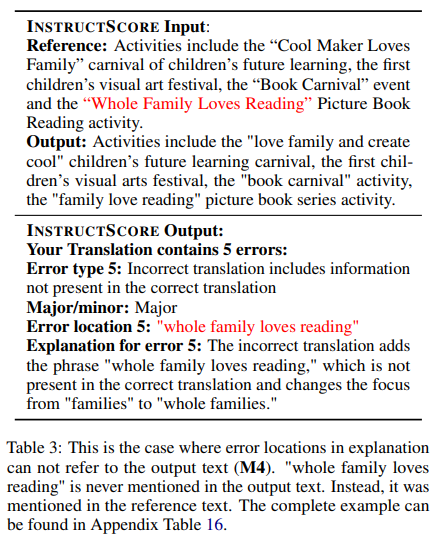 INSTRUCTSCORE Input:
Reference: Activities include the “Cool Maker Loves
Family” carnival of children’s future learning, the first
children’s visual art festival, the “Book Carnival” event
and the “Whole Family Loves Reading” Picture Book
Reading activity.
Output: Activities include the "love family and create
cool" children’s future learning carnival, the first chil-
dren’s visual arts festival, the "book carnival" activity,
the "family love reading" picture book series activity.
INSTRUCTSCORE Output:
Your Translation contains 5 errors:
Error type 5: Incorrect translation includes information
not present in the correct translation
Major/minor: Major
Error location 5: "whole family loves reading"
Explanation for error 5: The incorrect translation adds
the phrase "whole family loves reading," which is not
present in the correct translation and changes the focus
from "families" to "whole families."
Table 3: This is the case where error locations in explanation
can not refer to the output text (M4). "whole family loves
reading" is never mentioned in the output text. Instead, it was
mentioned in the reference text. The complete example can
be found in Appendix Table 16.